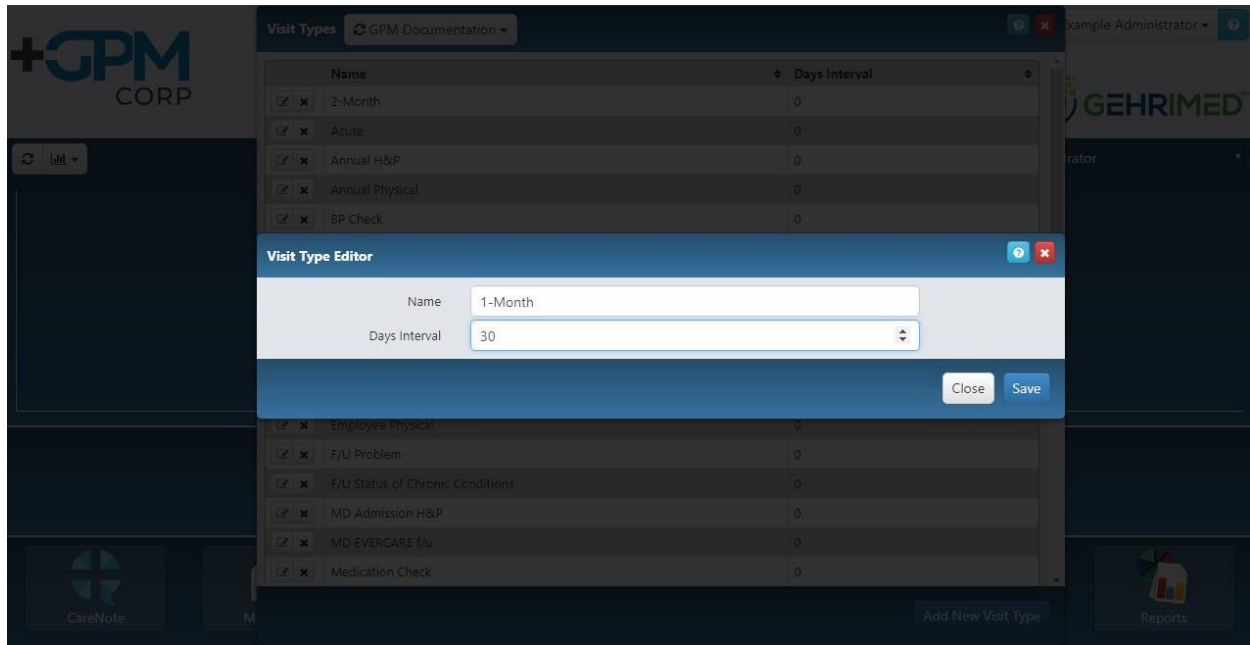 Visit Types GPM Documentation xample Administrator
+GPM
CORP
GEHRIMED
Name Days Interval
2-Month 0
Acute 0
Annual H&P 0
Annual Physical 0
BP Check 0
trator
Visit Type Editor
Name 1-Month
Days Interval 30
Close Save
Employee Physical 0
F/U Problem 0
F/U Status of Chronic Conditions 0
MD Admission H&P 0
MD EVERCARE f/u 0
Medication Check 0
CareNote M Add New Visit Type Reports